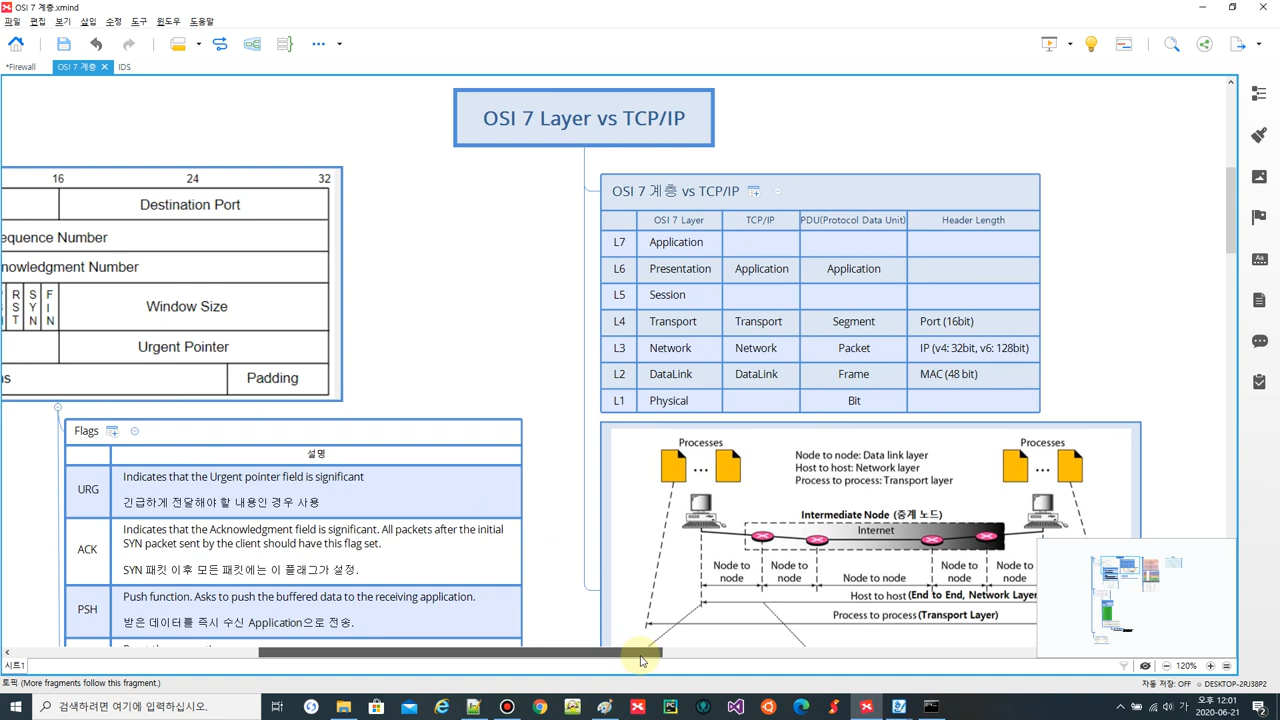 OSI 7 계층.xmind
파일 편집 보기 삽입 수정 도구 윈도우 도움말
*Firewall OSI 7 계층 IDS
OSI 7 Layer vs TCP/IP
16 24 32
Destination Port
equence Number
nowledgment Number
R S T S Y N F I N Window Size
Urgent Pointer
ns Padding
Flags
설명
URG Indicates that the Urgent pointer field is significant
긴급하게 전달해야 할 내용인 경우 사용
ACK Indicates that the Acknowledgment field is significant. All packets after the initial
SYN packet sent by the client should have this flag set.
SYN 패킷 이후 모든 패킷에는 이 플래그가 설정.
PSH Push function. Asks to push the buffered data to the receiving application.
받은 데이터를 즉시 수신 Application으로 전송.
OSI 7 계층 vs TCP/IP
OSI 7 Layer TCP/IP PDU(Protocol Data Unit) Header Length
L7 Application
L6 Presentation Application Application
L5 Session
L4 Transport Transport Segment Port (16bit)
L3 Network Network Packet IP (v4: 32bit, v6: 128bit)
L2 DataLink DataLink Frame MAC (48 bit)
L1 Physical Bit
Processes Processes
Node to node: Data link layer
Host to host: Network layer
Process to process: Transport layer
... ...
Intermediate Node (중계 노드)
Internet
Node to node Node to node Node to node Node to node Node to node
Host to host (End to End, Network Layer
Process to process (Transport Layer)
시트1 120%
토픽 (More fragments follow this fragment.) 자동 저장: OFF DESKTOP-2RJ38P2
검색하려면 여기에 입력하십시오. 가 오후 12:01
2020-06-21